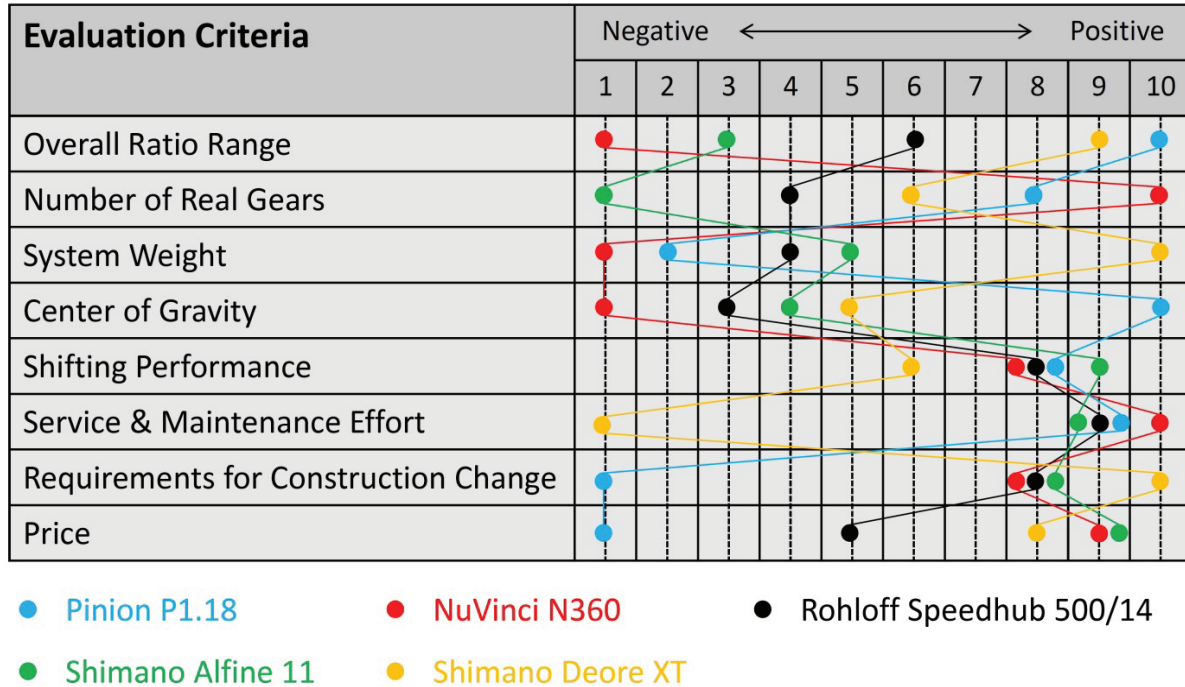 Evaluation Criteria
Negative Positive
1 2 3 4 5 6 7 8 9 10
Overall Ratio Range
Number of Real Gears
System Weight
Center of Gravity
Shifting Performance
Service & Maintenance Effort
Requirements for Construction Change
Price
Pinion P1.18 NuVinci N360 Rohloff Speedhub 500/14
Shimano Alfine 11 Shimano Deore XT